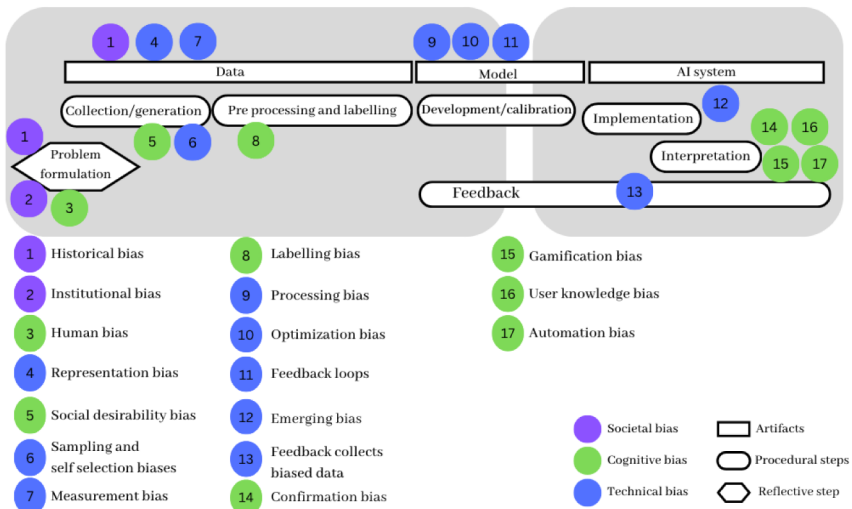 1 4 7 9 10 11
Data Model AI system
Collection/generation Pre processing and labelling Development/calibration Implementation 12
1 5 6 8 14 16
Problem
formulation
Interpretation 15 17
2 3 Feedback 13
1 Historical bias
2 Institutional bias
3 Human bias
4 Representation bias
5 Social desirability bias
6 Sampling and
self selection biases
7 Measurement bias
8 Labelling bias
9 Processing bias
10 Optimization bias
11 Feedback loops
12 Emerging bias
13 Feedback collects
biased data
14 Confirmation bias
15 Gamification bias
16 User knowledge bias
17 Automation bias
Societal bias
Cognitive bias
Technical bias
Artifacts
Procedural steps
Reflective step